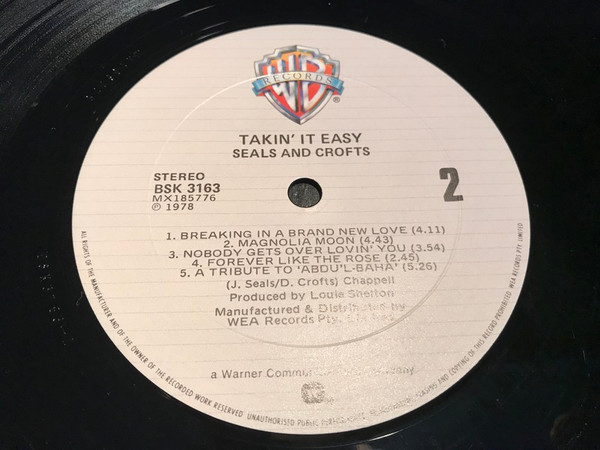 WB
RECORDS
®
TAKIN' IT EASY
SEALS AND CROFTS
STEREO
BSK 3163
MX185776
℗ 1978
2
1. BREAKING IN A BRAND NEW LOVE (4.11)
2. MAGNOLIA MOON (4.43)
3. NOBODY GETS OVER LOVIN' YOU (3.54)
4. FOREVER LIKE THE ROSE (2.45)
5. A TRIBUTE TO 'ABDU'L-BAHA' (5.26)
(J. Seals/D. Crofts) Chappell
Produced by Louie Shelton
Manufactured & Distributed by
WEA Records Pty.
a Warner
ALL RIGHTS OF THE MANUFACTURER AND OF THE OWNER OF THE RECORDED WORK RESERVED UNAUTHORISED PUBLIC AND COPYING OF THIS RECORD PROHIBITED. WEA RECORDS PTY. LIMITED